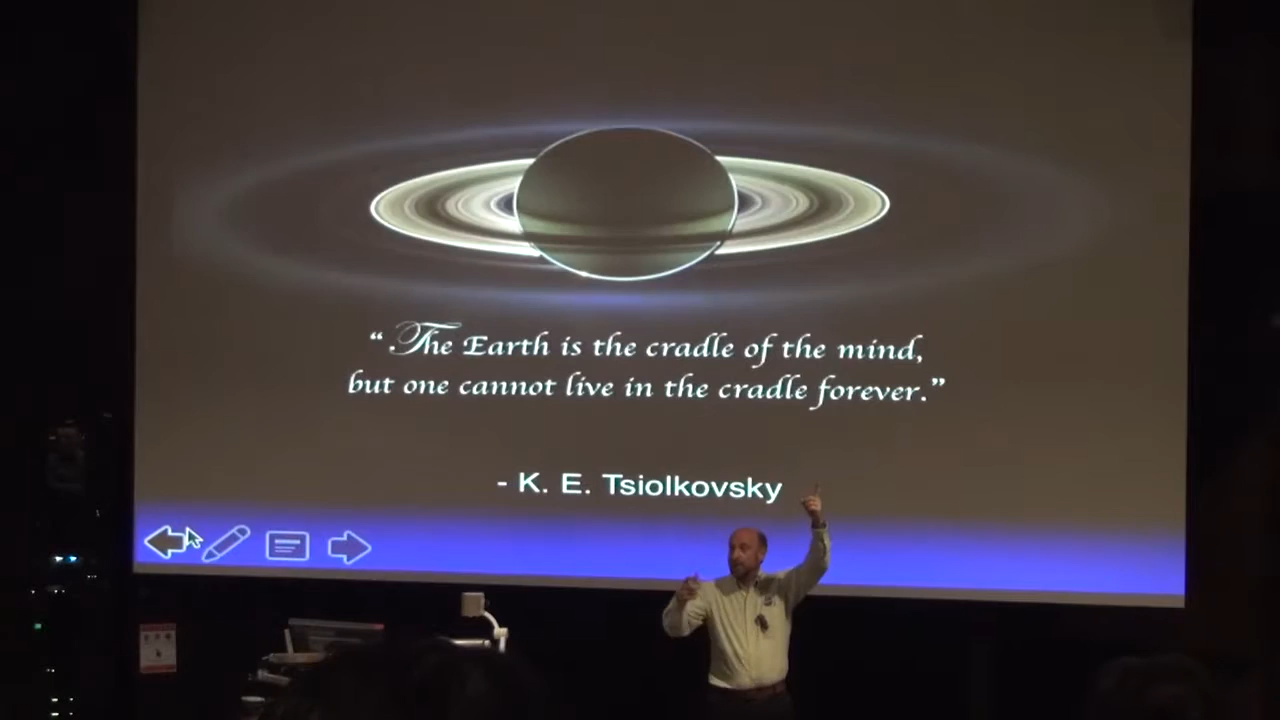 “The Earth is the cradle of the mind,
but one cannot live in the cradle forever.”
- K. E. Tsiolkovsky